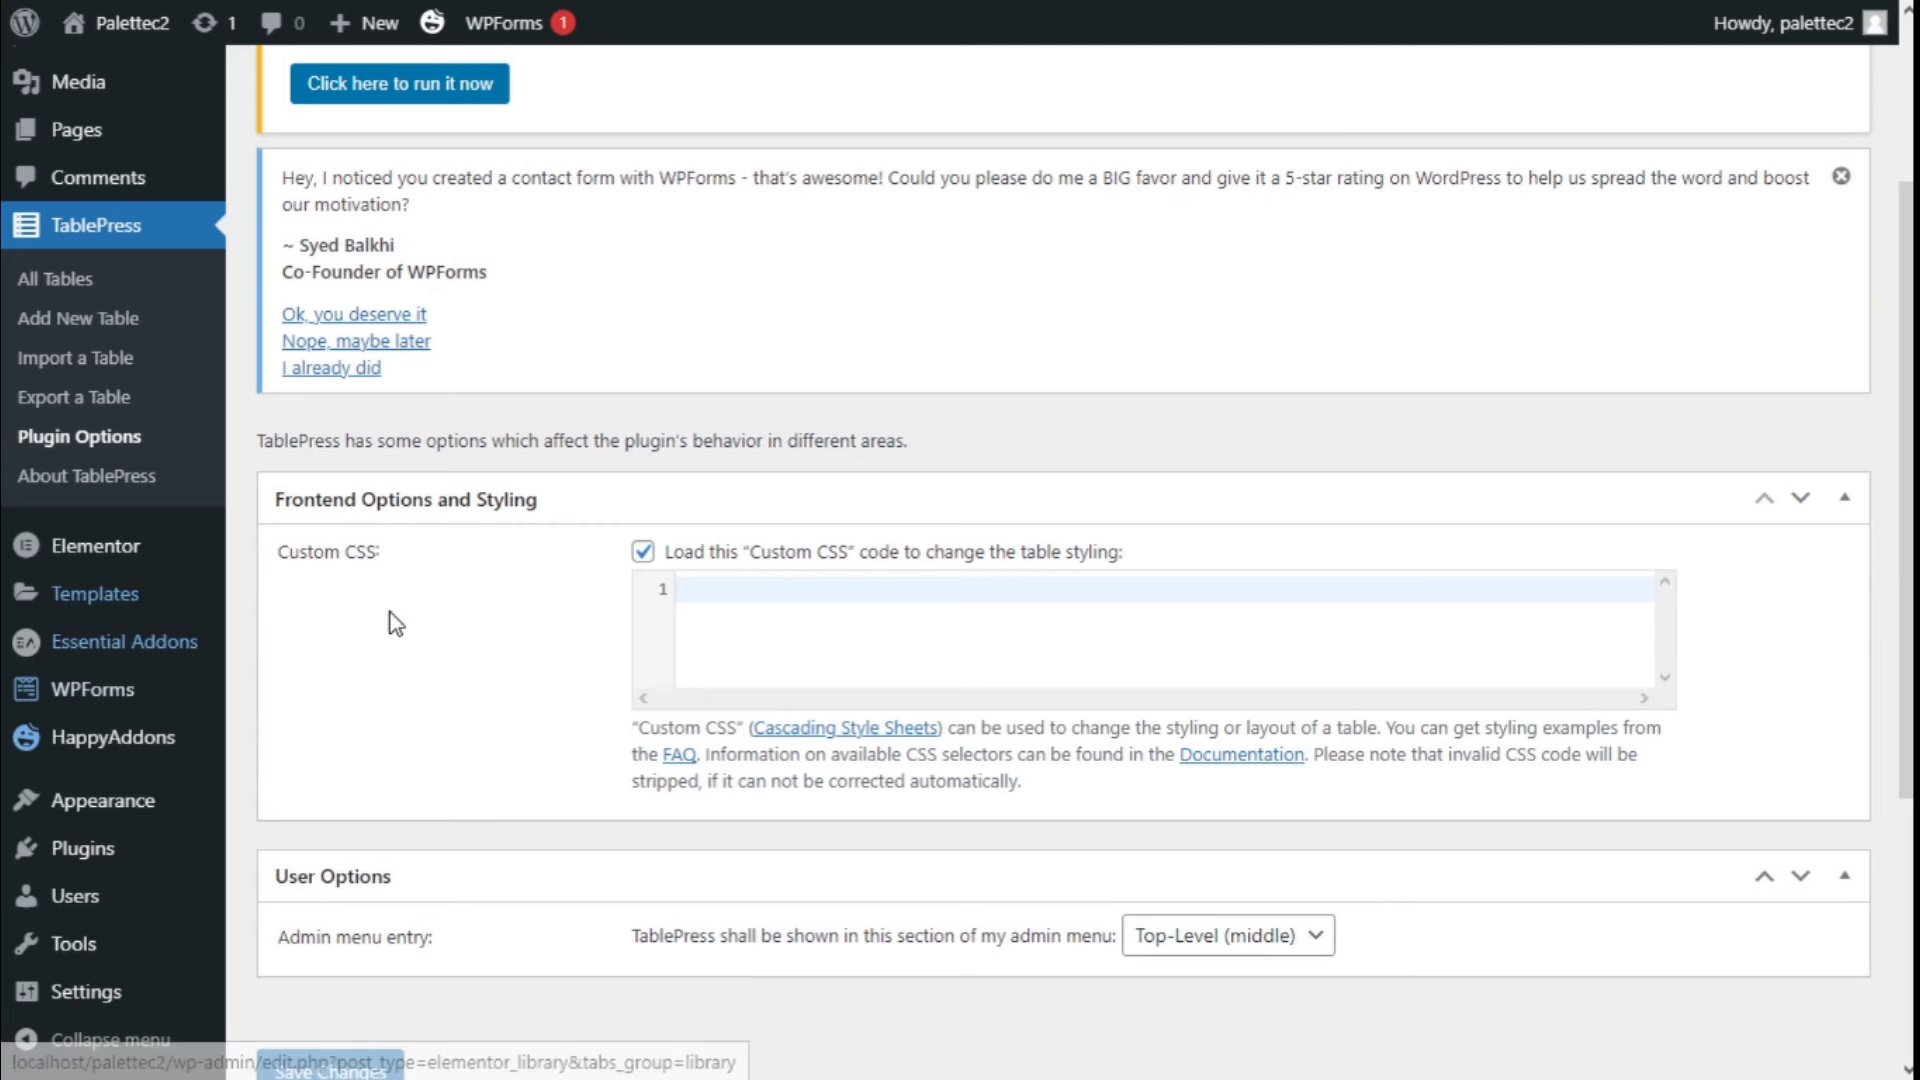 Palettec2
1
0
New
WPForms
1
Howdy, palettec2
Media
Pages
Comments
TablePress
All Tables
Add New Table
Import a Table
Export a Table
Plugin Options
About TablePress
Elementor
Templates
Essential Addons
WPForms
HappyAddons
Appearance
Plugins
Users
Tools
Settings
Collapse menu
Click here to run it now
Hey, I noticed you created a contact form with WPForms - that's awesome! Could you please do me a BIG favor and give it a 5-star rating on WordPress to help us spread the word and boost
our motivation?
~ Syed Balkhi
Co-Founder of WPForms
Ok, you deserve it
Nope, maybe later
I already did
TablePress has some options which affect the plugin's behavior in different areas.
Frontend Options and Styling
Custom CSS:
Load this “Custom CSS” code to change the table styling:
1
“Custom CSS” (Cascading Style Sheets) can be used to change the styling or layout of a table. You can get styling examples from
the FAQ. Information on available CSS selectors can be found in the Documentation. Please note that invalid CSS code will be
stripped, if it can not be corrected automatically.
User Options
Admin menu entry:
TablePress shall be shown in this section of my admin menu:
Top-Level (middle)
Save Changes
localhost/palettec2/wp-admin/edit.php?post_type=elementor_library&tabs_group=library